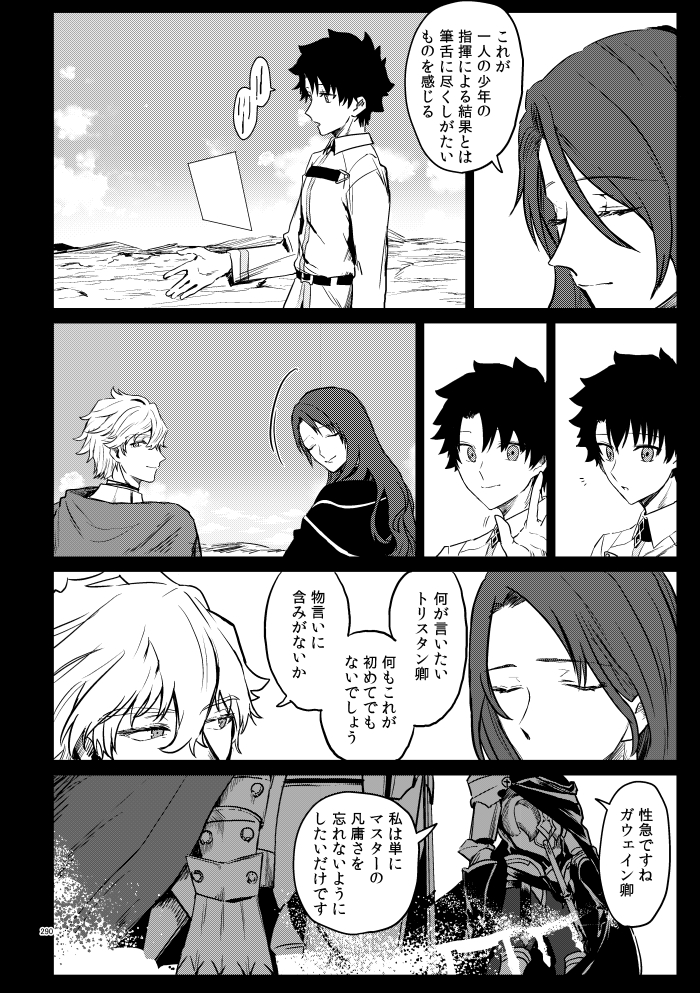 これが
一人の少年の
指揮による結果とは
筆舌に尽くしがたい
ものを感じる
何が言いたい
トリスタン卿
何もこれが
初めてでも
ないでしょう
物言いに
含みがないか
性急ですね
ガウェイン卿
私は単に
マスターの
凡庸さを
忘れないように
したいだけです
290